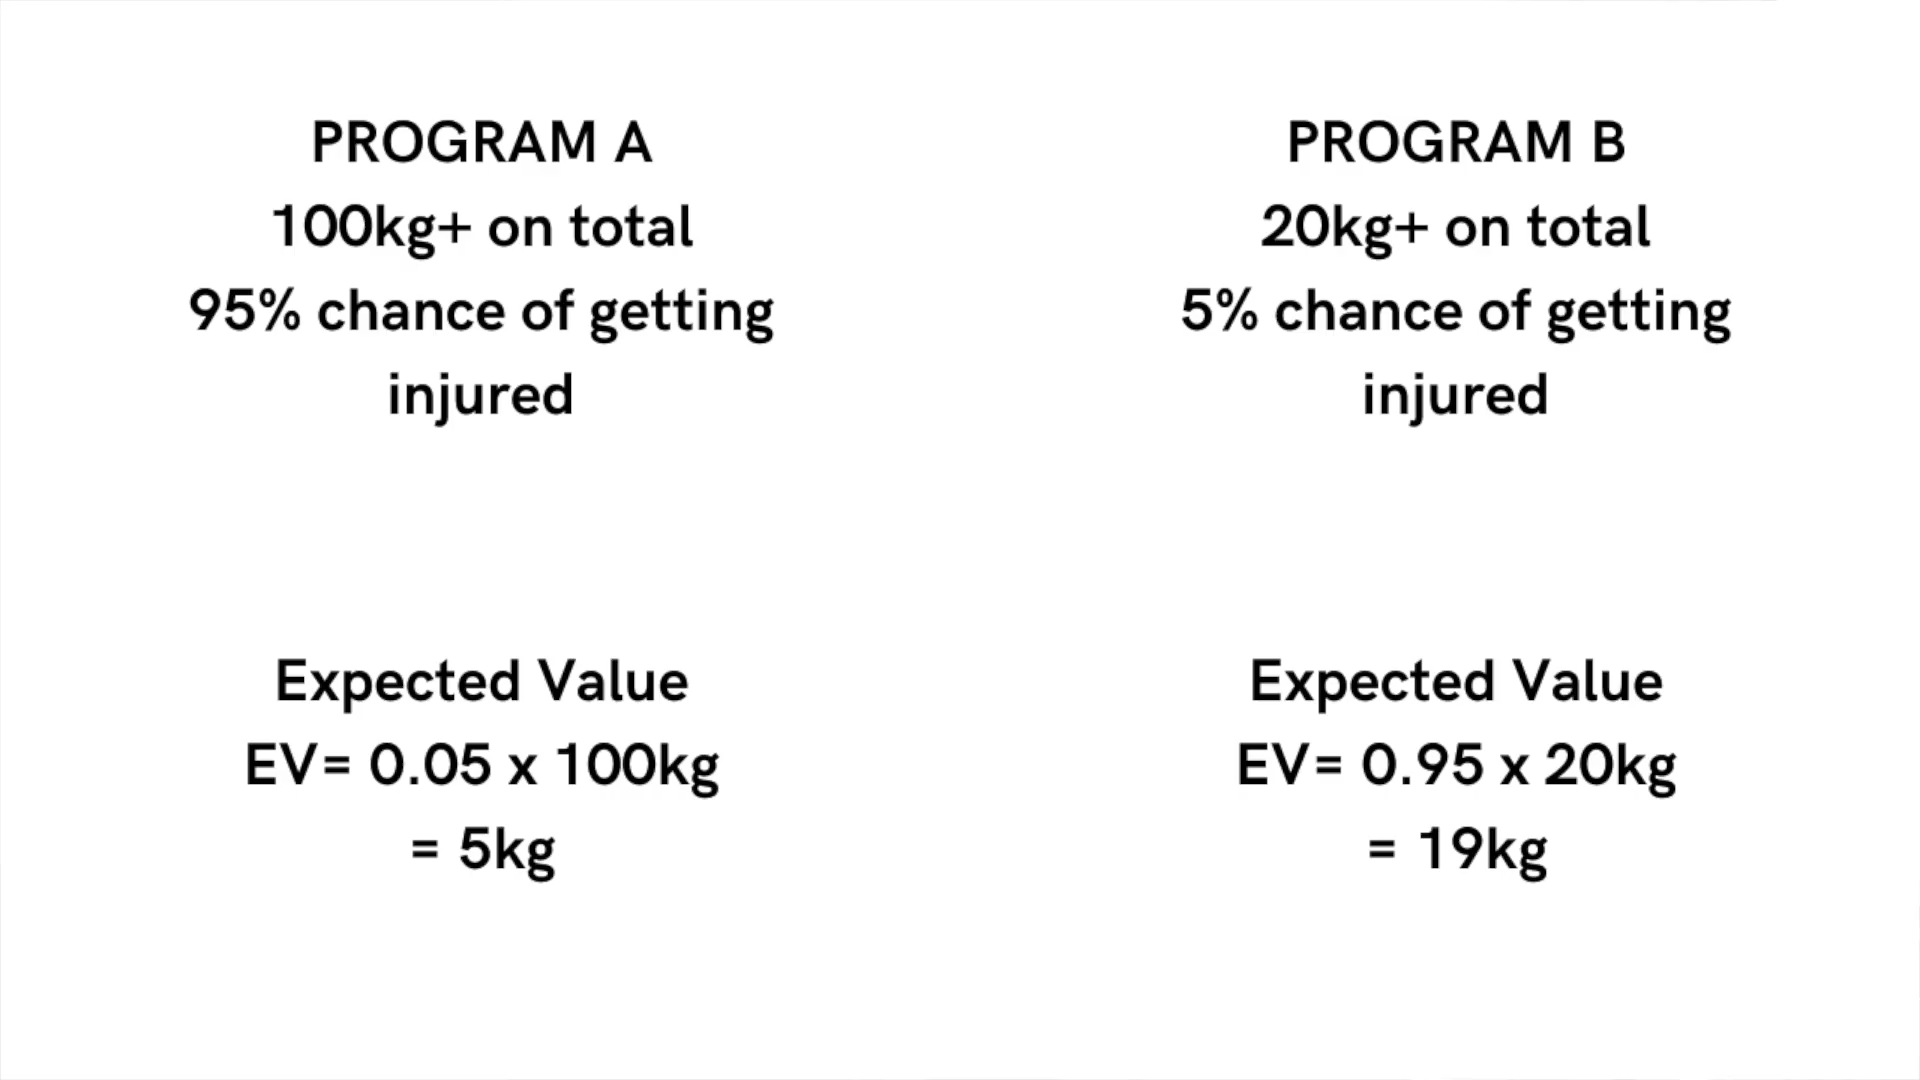 PROGRAM A
100kg+ on total
95% chance of getting
injured
Expected Value
EV= 0.05 x 100kg
= 5kg
PROGRAM B
20kg+ on total
5% chance of getting
injured
Expected Value
EV= 0.95 x 20kg
= 19kg